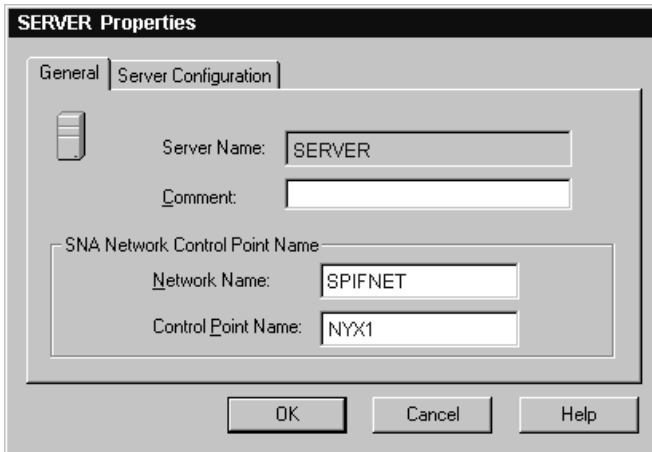 SERVER Properties
General Server Configuration
Server Name: SERVER
Comment:
SNA Network Control Point Name
Network Name: SPIFNET
Control Point Name: NYX1
OK Cancel Help